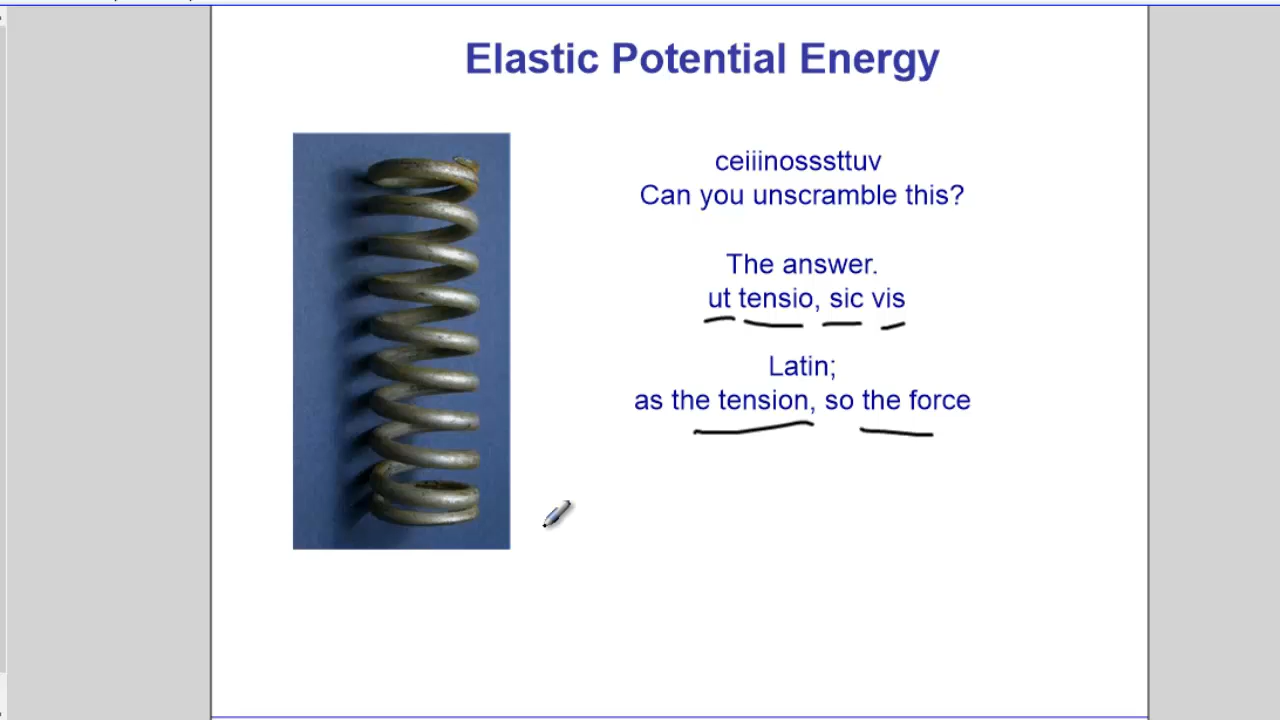 Elastic Potential Energy
ceiiinosssttuv
Can you unscramble this?
The answer.
ut tensio, sic vis
Latin;
as the tension, so the force